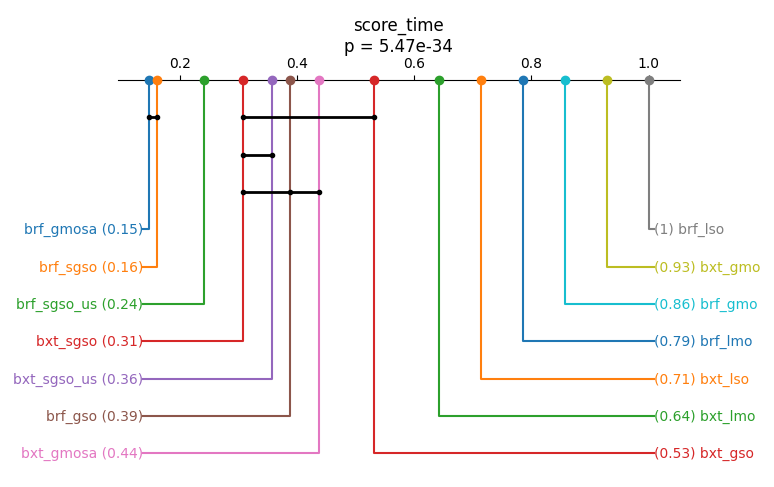 score_time
p = 5.47e-34
0.2 0.4 0.6 0.8 1.0
brf_gmosa (0.15) (1) brf_lso
brf_sgso (0.16) (0.93) bxt_gmo
brf_sgso_us (0.24) (0.86) brf_gmo
bxt_sgso (0.31) (0.79) brf_lmo
bxt_sgso_us (0.36) (0.71) bxt_lso
brf_gso (0.39) (0.64) bxt_lmo
bxt_gmosa (0.44) (0.53) bxt_gso